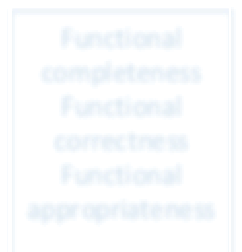 Functional
completeness
Functional
correctness
Functional
appropriateness